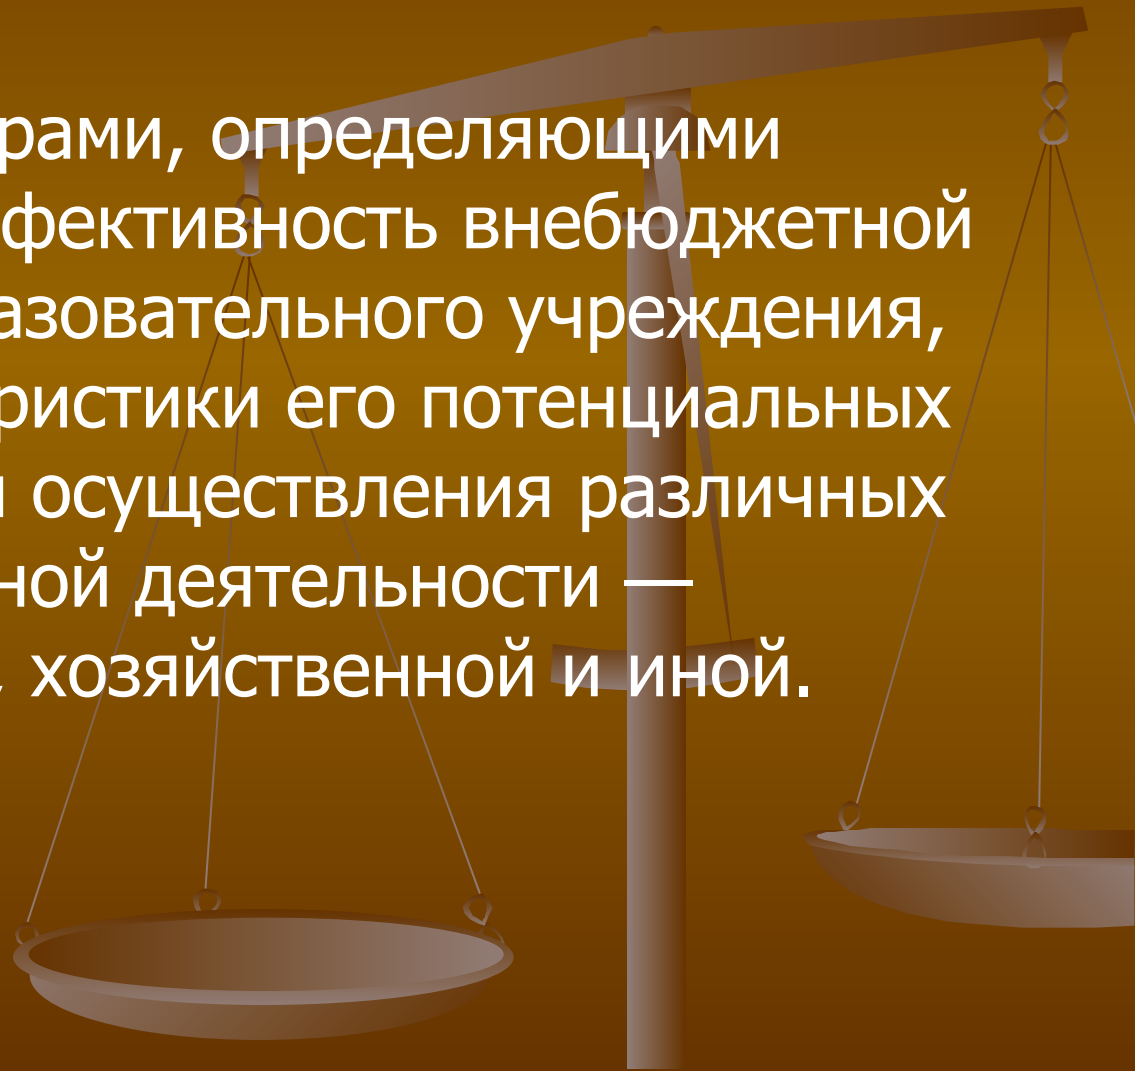 рами, определяющими
фективность внебюджетной
азовательного учреждения,
ристики его потенциальных
осуществления различных
ной деятельности —
, хозяйственной и иной.